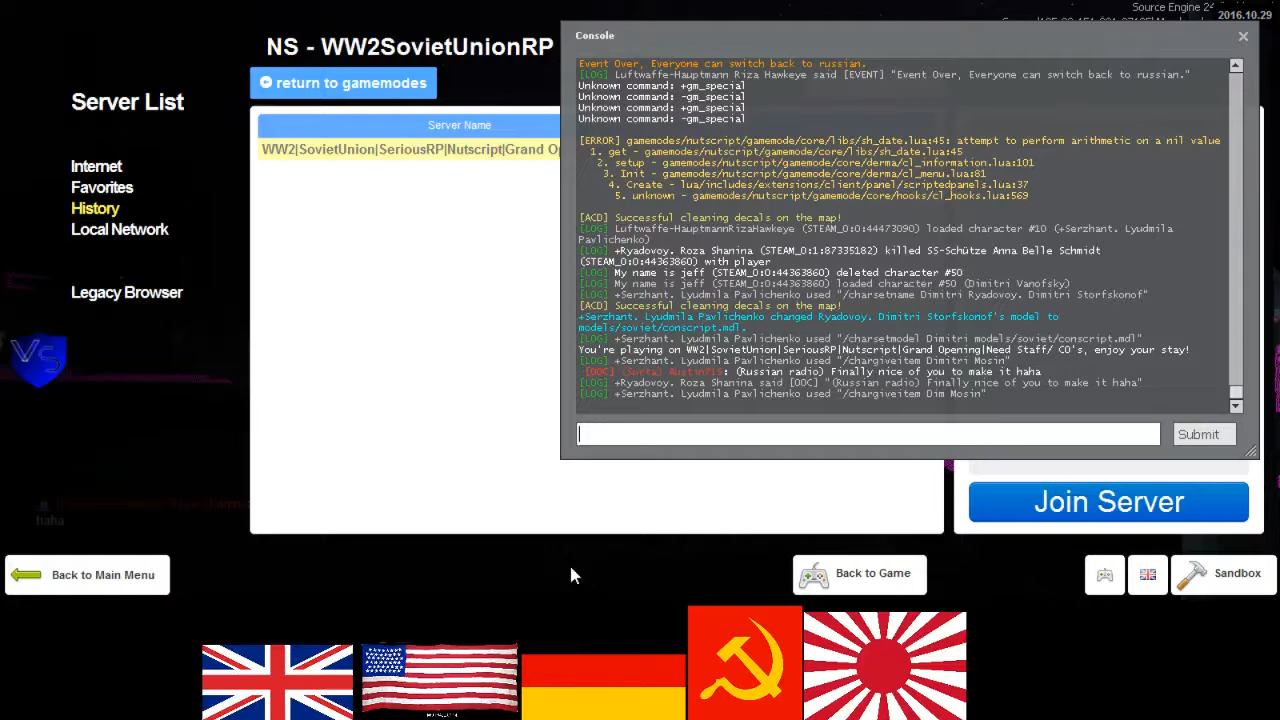 Source Engine 24
2016.10.29
NS - WW2SovietUnionRP
return to gamemodes
Server List
Internet
Favorites
History
Local Network
Legacy Browser
VS
Server Name
WW2|SovietUnion|SeriousRP|Nutscript|Grand Op
Console
Event Over, Everyone can switch back to russian.
[LOG] Luftwaffe-Hauptmann Riza Hawkeye said [EVENT] "Event Over, Everyone can switch back to russian."
Unknown command: +gm_special
Unknown command: -gm_special
Unknown command: +gm_special
Unknown command: -gm_special
[ERROR] gamemodes/nutscript/gamemode/core/libs/sh_date.lua:45: attempt to perform arithmetic on a nil value
1. get - gamemodes/nutscript/gamemode/core/libs/sh_date.lua:45
2. setup - gamemodes/nutscript/gamemode/core/derma/cl_information.lua:101
3. Init - gamemodes/nutscript/gamemode/core/derma/cl_menu.lua:81
4. Create - lua/includes/extensions/client/panel/scriptedpanels.lua:37
5. unknown - gamemodes/nutscript/gamemode/core/hooks/cl_hooks.lua:569
[ACD] Successful cleaning decals on the map!
[LOG] Luftwaffe-HauptmannRizaHawkeye (STEAM_0:0:44473090) loaded character #10 (+Serzhant. Lyudmila
Pavlichenko)
[LOG] +Ryadovoy. Roza Shanina (STEAM_0:1:87335182) killed SS-Schütze Anna Belle Schmidt
(STEAM_0:0:44363860) with player
[LOG] My name is jeff (STEAM_0:0:44363860) deleted character #50
[LOG] My name is jeff (STEAM_0:0:44363860) loaded character #50 (Dimitri Vanofsky)
[LOG] +Serzhant. Lyudmila Pavlichenko used "/charsetname Dimitri Ryadovoy. Dimitri Storfskonof"
[ACD] Successful cleaning decals on the map!
+Serzhant. Lyudmila Pavlichenko changed Ryadovoy. Dimitri Storfskonof's model to
models/soviet/conscript.mdl.
[LOG] +Serzhant. Lyudmila Pavlichenko used "/charsetmodel Dimitri models/soviet/conscript.mdl"
You're playing on WW2|SovietUnion|SeriousRP|Nutscript|Grand Opening|Need Staff/ CO's, enjoy your stay!
[LOG] +Serzhant. Lyudmila Pavlichenko used "/chargiveitem Dimitri Mosin"
[OOC] (Sorta) Austin715: (Russian radio) Finally nice of you to make it haha
[LOG] +Ryadovoy. Roza Shanina said [OOC] "(Russian radio) Finally nice of you to make it haha"
[LOG] +Serzhant. Lyudmila Pavlichenko used "/chargiveitem Dim Mosin"
Submit
Join Server
haha
Back to Main Menu
Back to Game
Sandbox